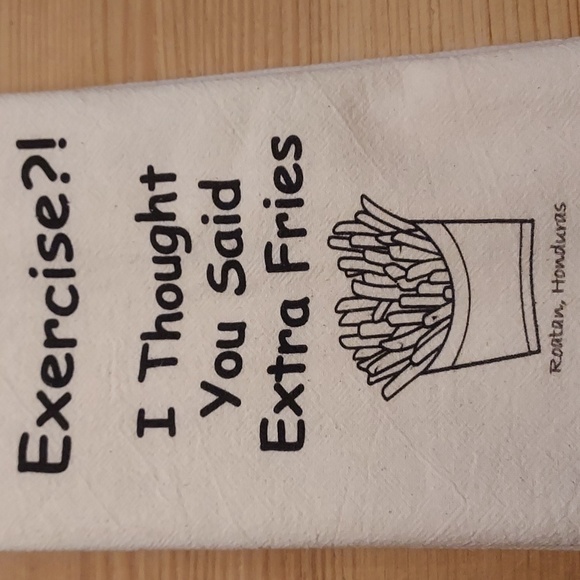 Exercise?!
I Thought
You Said
Extra Fries
Roatan, Honduras